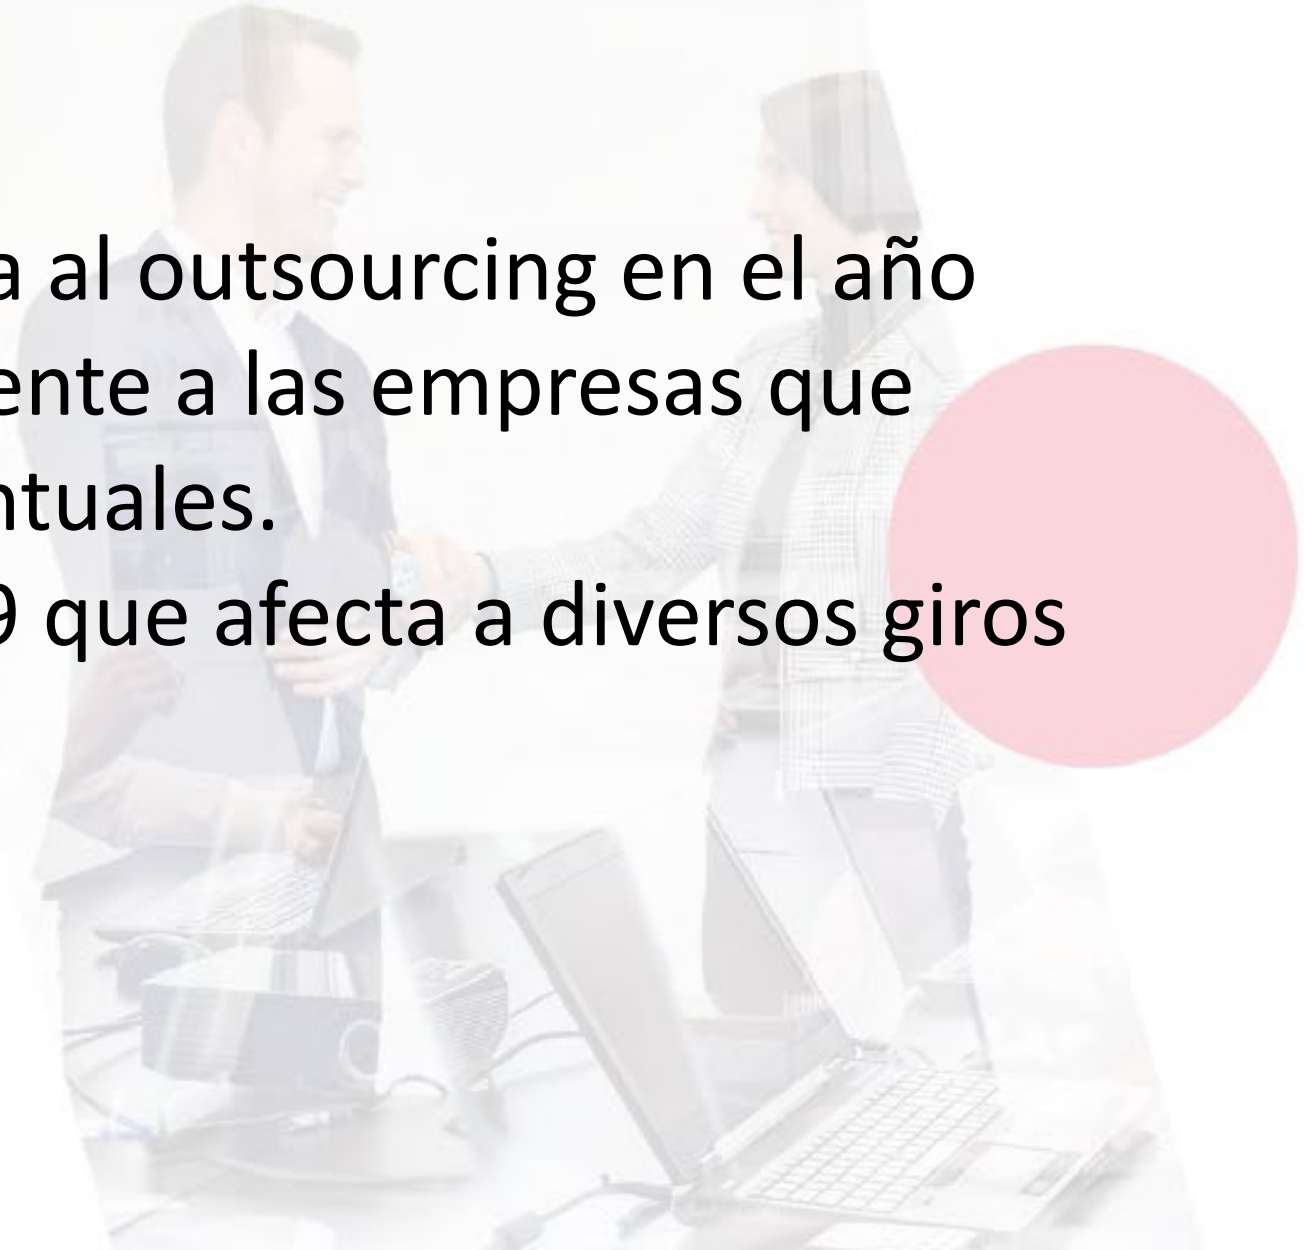 a al outsourcing en el año
ente a las empresas que
ntuales.
9 que afecta a diversos giros